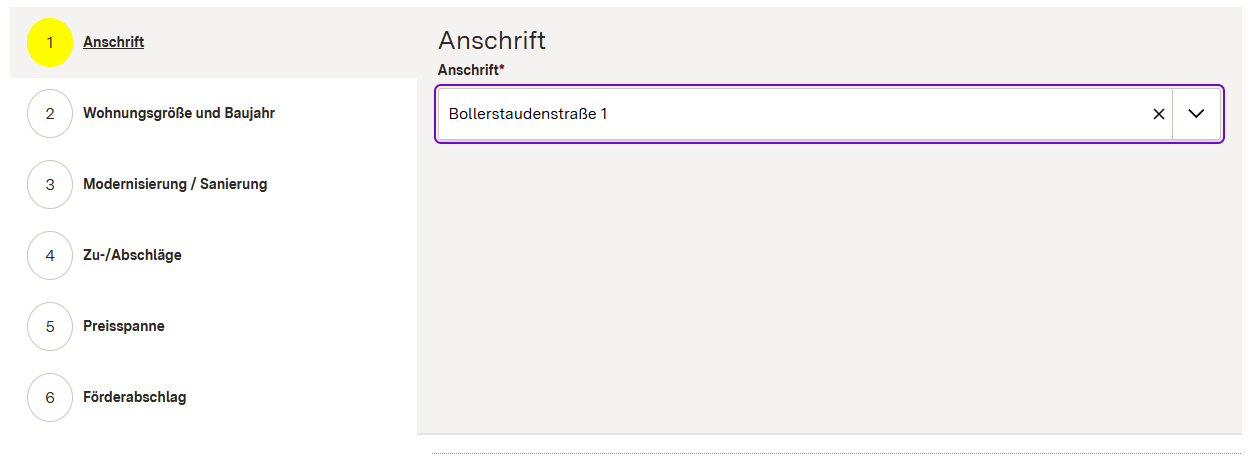 1 Anschrift
2 Wohnungsgröße und Baujahr
3 Modernisierung / Sanierung
4 Zu-/Abschläge
5 Preisspanne
6 Förderabschlag
Anschrift
Anschrift*
Bollerstaudenstraße 1